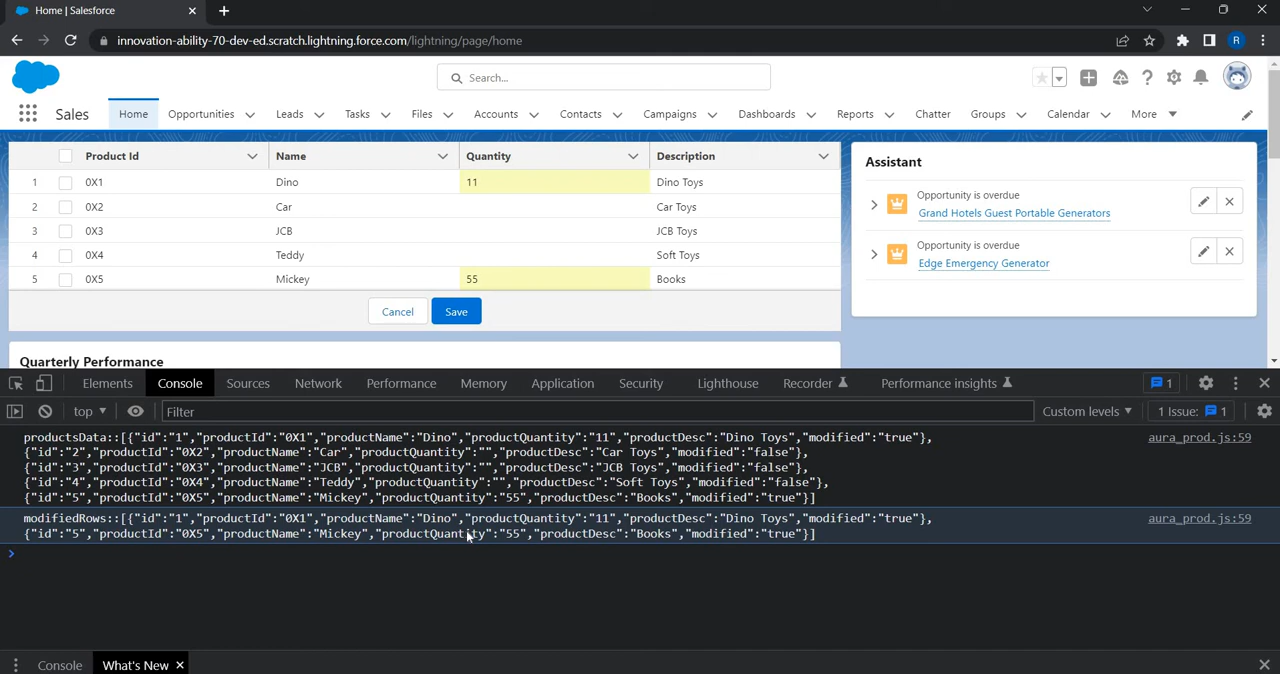 Home | Salesforce
innovation-ability-70-dev-ed.scratch.lightning.force.com/lightning/page/home
R
Search...
Sales
Home Opportunities Leads Tasks Files Accounts Contacts Campaigns Dashboards Reports Chatter Groups Calendar More
Product Id Name Quantity Description
1 0X1 Dino 11 Dino Toys
2 0X2 Car Car Toys
3 0X3 JCB JCB Toys
4 0X4 Teddy Soft Toys
5 0X5 Mickey 55 Books
Cancel Save
Quarterly Performance
Assistant
Opportunity is overdue
Grand Hotels Guest Portable Generators
Opportunity is overdue
Edge Emergency Generator
Elements Console Sources Network Performance Memory Application Security Lighthouse Recorder Performance insights 1
top Filter Custom levels 1 Issue: 1
productsData::[{"id":"1","productId":"0X1","productName":"Dino","productQuantity":"11","productDesc":"Dino Toys","modified":"true"}, aura_prod.js:59
{"id":"2","productId":"0X2","productName":"Car","productQuantity":"","productDesc":"Car Toys","modified":"false"},
{"id":"3","productId":"0X3","productName":"JCB","productQuantity":"","productDesc":"JCB Toys","modified":"false"},
{"id":"4","productId":"0X4","productName":"Teddy","productQuantity":"","productDesc":"Soft Toys","modified":"false"},
{"id":"5","productId":"0X5","productName":"Mickey","productQuantity":"55","productDesc":"Books","modified":"true"}]
modifiedRows::[{"id":"1","productId":"0X1","productName":"Dino","productQuantity":"11","productDesc":"Dino Toys","modified":"true"}, aura_prod.js:59
{"id":"5","productId":"0X5","productName":"Mickey","productQuantity":"55","productDesc":"Books","modified":"true"}]
Console What's New